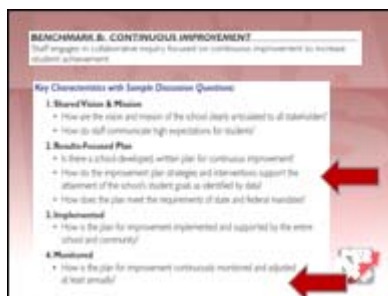 BENCHMARK B: CONTINUOUS IMPROVEMENT
Staff engages in collaborative inquiry focused on continuous improvement to increase
student achievement.
Key Characteristics with Sample Discussion Questions:
1. Shared Vision & Mission
• How are the vision and mission of the school clearly articulated to all stakeholders?
• How do staff communicate high expectations for students?
2. Results-Focused Plan
• Is there a school-developed, written plan for continuous improvement?
• How do the improvement plan strategies and interventions support the
attainment of the school's student goals as identified by data?
• How does the plan meet the requirements of state and federal mandates?
3. Implemented
• How is the plan for improvement implemented and supported by the entire
school and community?
4. Monitored
• How is the plan for improvement continuously monitored and adjusted
at least annually?